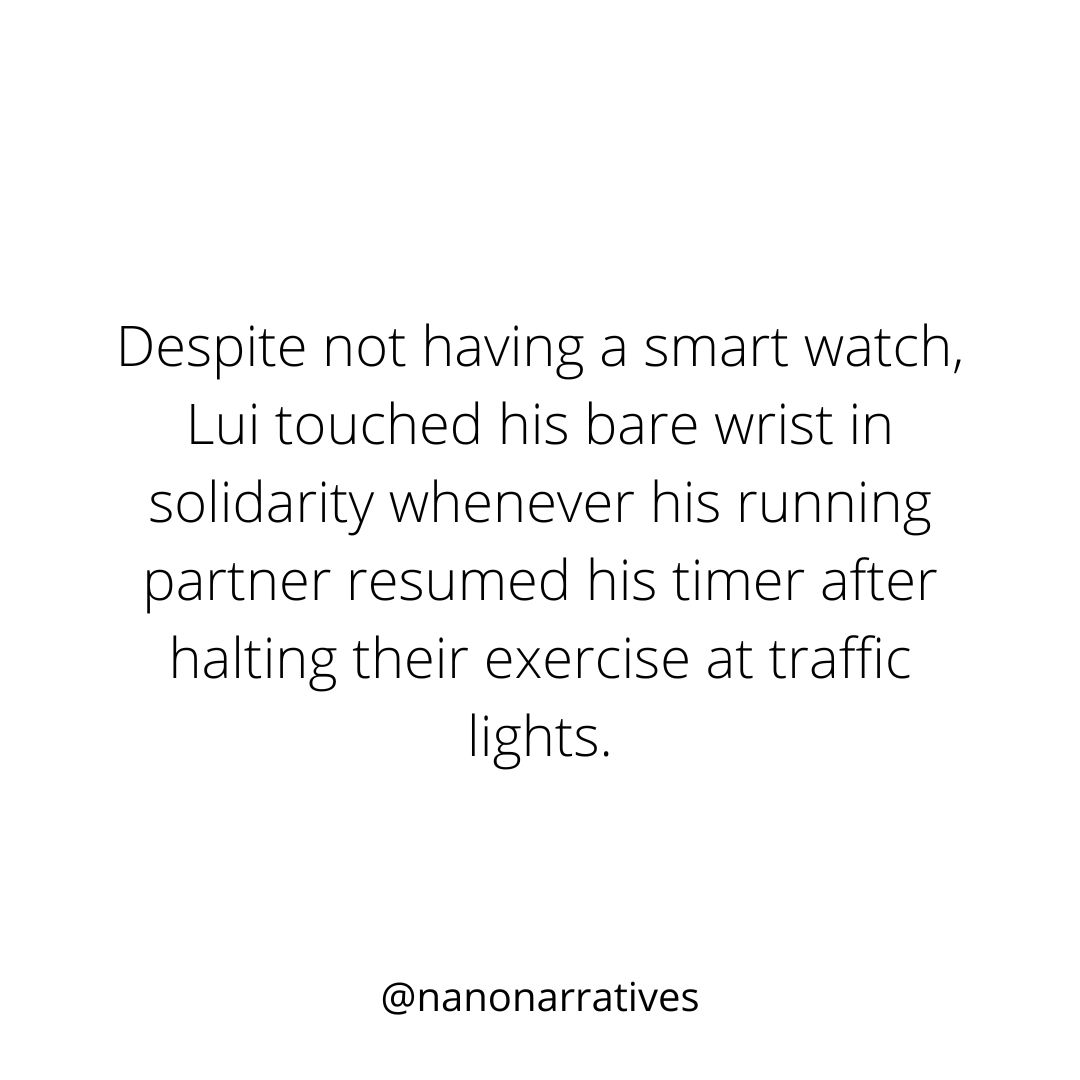 Despite not having a smart watch,
Lui touched his bare wrist in
solidarity whenever his running
partner resumed his timer after
halting their exercise at traffic
lights.
@nanonarratives